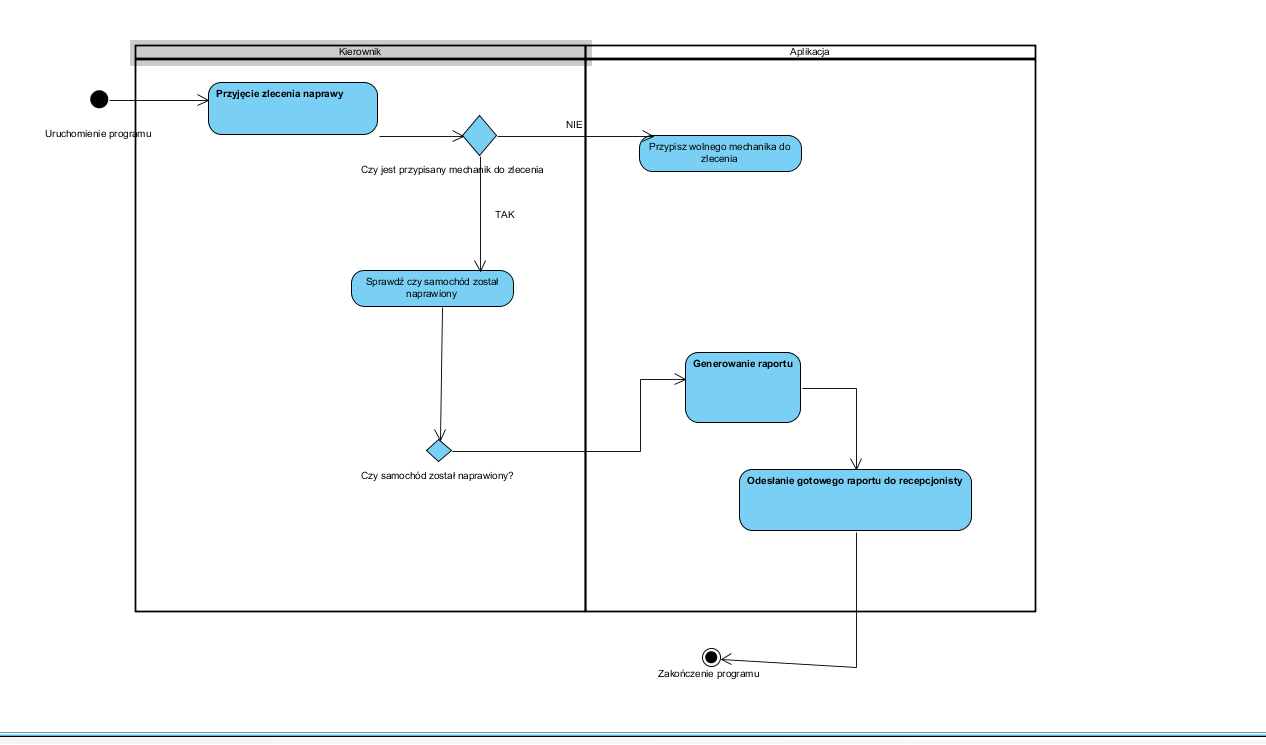 Kierownik
Aplikacja
Przyjęcie zlecenia naprawy
Uruchomienie programu
NIE
Przypisz wolnego mechanika do
zlecenia
Czy jest przypisany mechanik do zlecenia
TAK
Sprawdź czy samochód został
naprawiony
Generowanie raportu
Czy samochód został naprawiony?
Odesłanie gotowego raportu do recepcjonisty
Zakończenie programu